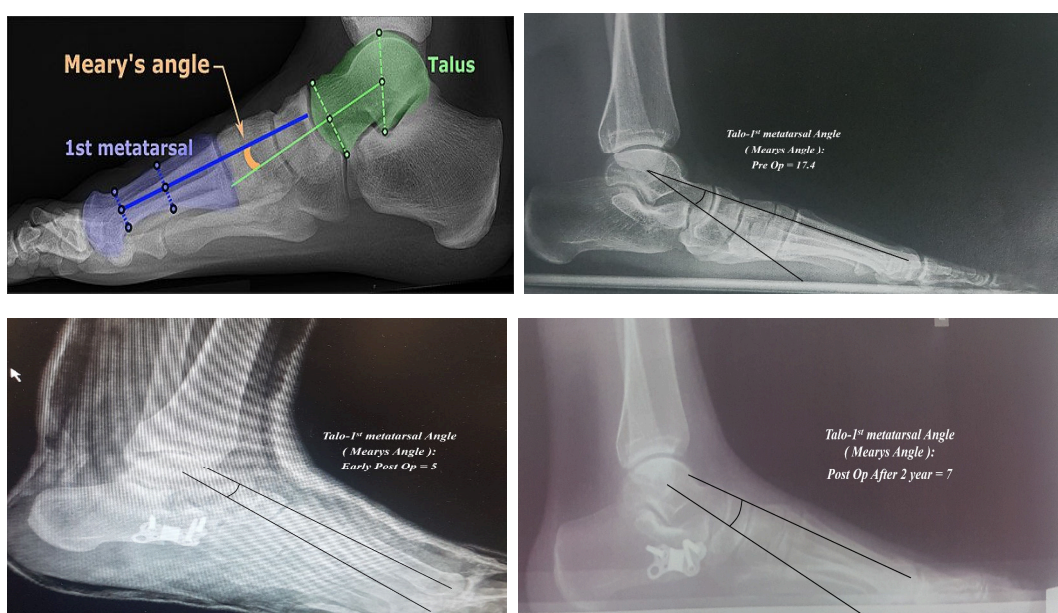 Meary's angle
Talus
1st metatarsal
Talo-1st metatarsal Angle
( Mearys Angle ):
Pre Op = 17.4
Talo-1st metatarsal Angle
( Mearys Angle ):
Early Post Op = 5
Talo-1st metatarsal Angle
( Mearys Angle ):
Post Op After 2 year = 7